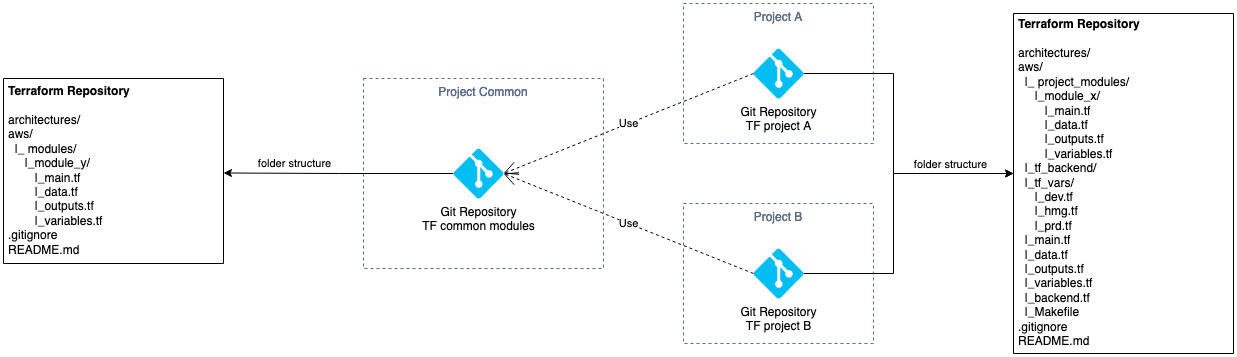 Terraform Repository
architectures/
aws/
l_ modules/
l_module_y/
l_main.tf
l_data.tf
l_outputs.tf
l_variables.tf
.gitignore
README.md
folder structure
Project Common
Git Repository
TF common modules
Use
Use
Project A
Git Repository
TF project A
Project B
Git Repository
TF project B
folder structure
Terraform Repository
architectures/
aws/
l_ project_modules/
l_module_x/
l_main.tf
l_data.tf
l_outputs.tf
l_variables.tf
l_tf_backend/
l_tf_vars/
l_dev.tf
l_hmg.tf
l_prd.tf
l_main.tf
l_data.tf
l_outputs.tf
l_variables.tf
l_backend.tf
l_Makefile
.gitignore
README.md